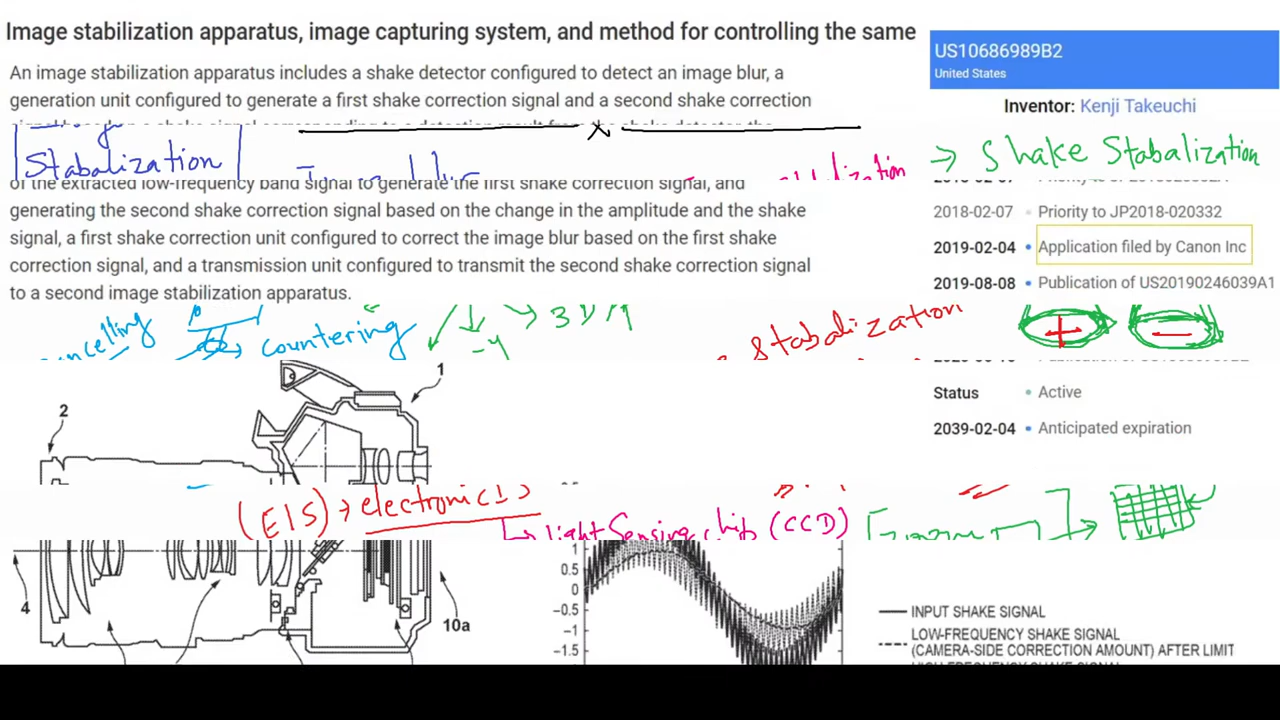 Image stabilization apparatus, image capturing system, and method for controlling the same
US10686989B2
United States
Inventor: Kenji Takeuchi
An image stabilization apparatus includes a shake detector configured to detect an image blur, a
generation unit configured to generate a first shake correction signal and a second shake correction
Stabalization
→ Shake Stabalization
of the extracted low-frequency band signal to generate the first shake correction signal, and
generating the second shake correction signal based on the change in the amplitude and the shake
signal, a first shake correction unit configured to correct the image blur based on the first shake
correction signal, and a transmission unit configured to transmit the second shake correction signal
to a second image stabilization apparatus.
2018-02-07 Priority to JP2018-020332
2019-02-04 Application filed by Canon Inc
2019-08-08 Publication of US20190246039A1
countering
-4
stabalization
+ −
Status Active
2039-02-04 Anticipated expiration
1
2
(EIS) → electronic(1)
light Sensing chip (CCD)
4
10a
1
0.5
0
-0.5
-1
-1.5
INPUT SHAKE SIGNAL
LOW-FREQUENCY SHAKE SIGNAL
(CAMERA-SIDE CORRECTION AMOUNT) AFTER LIMIT